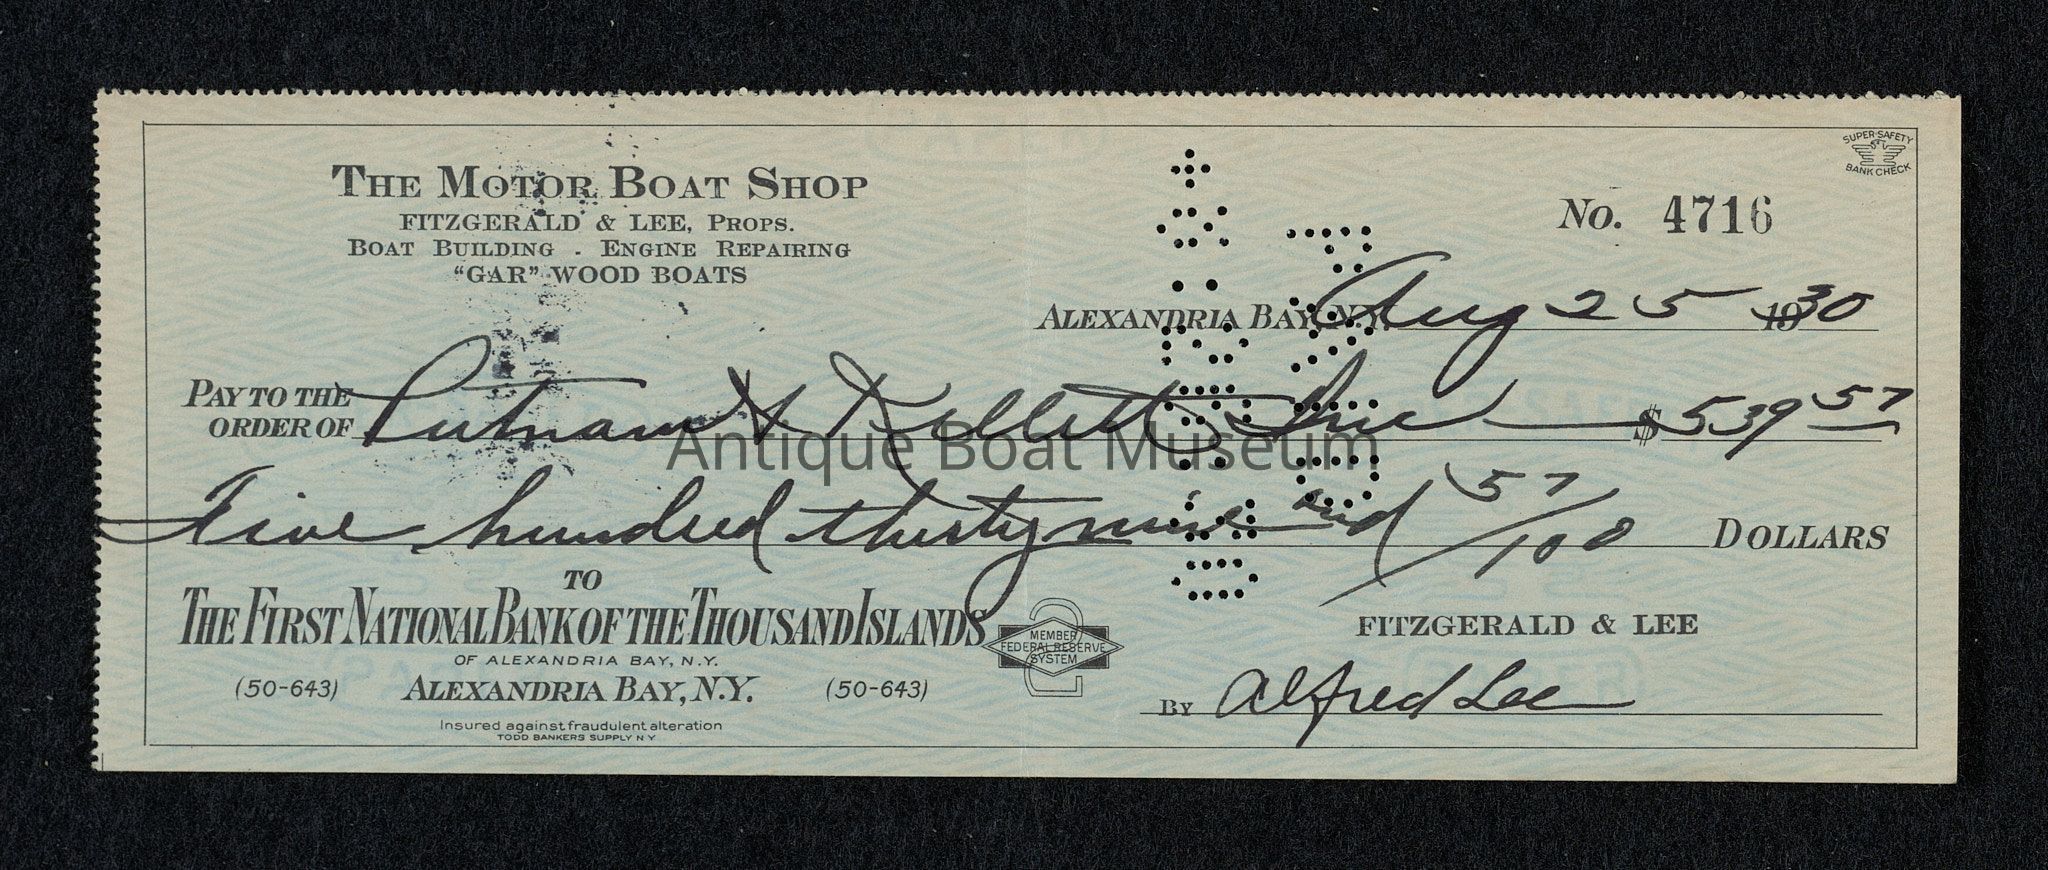 SUPER-SAFETY
BANK CHECK
THE MOTOR BOAT SHOP
FITZGERALD & LEE, PROPS.
BOAT BUILDING - ENGINE REPAIRING
"GAR" WOOD BOATS
No. 4716
ALEXANDRIA BAY, N.Y. Aug 25 1930
PAY TO THE ORDER OF Putnam & Kellett Inc $539 57
Five hundred thirty nine and 57/100 DOLLARS
TO
THE FIRST NATIONAL BANK OF THE THOUSAND ISLANDS
OF ALEXANDRIA BAY, N.Y.
(50-643) ALEXANDRIA BAY, N.Y. (50-643)
Insured against fraudulent alteration
TODD BANKERS SUPPLY N Y
MEMBER
FEDERAL RESERVE
SYSTEM
2
FITZGERALD & LEE
BY Alfred Lee
Antique Boat Museum